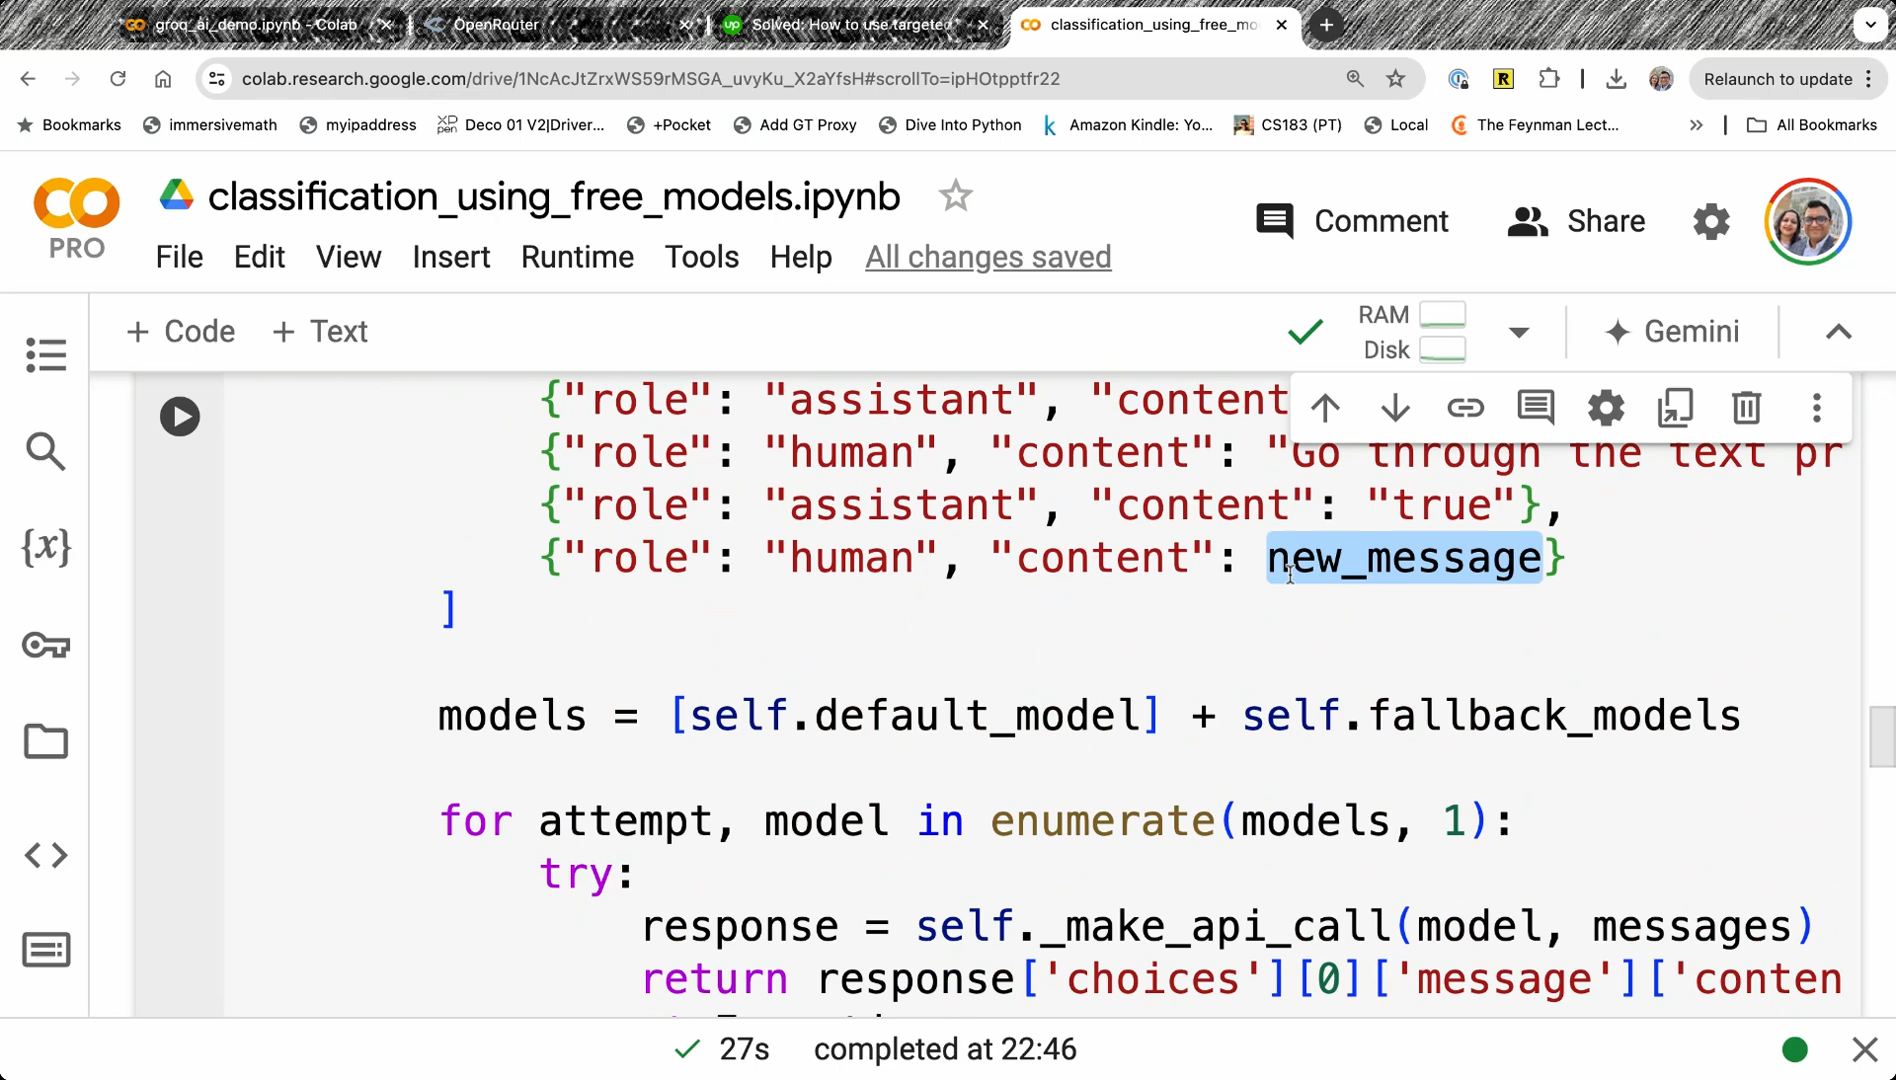 groq_ai_demo.ipynb - Colab
OpenRouter
up Solved: How to use targeted
classification_using_free_mo
colab.research.google.com/drive/1NcAcJtZrxWS59rMSGA_uvyKu_X2aYfsH#scrollTo=ipHOtpptfr22
R
Relaunch to update
Bookmarks
immersivemath
myipaddress
XP PEN Deco 01 V2|Driver...
+Pocket
Add GT Proxy
Dive Into Python
k Amazon Kindle: Yo...
CS183 (PT)
Local
The Feynman Lect...
»
All Bookmarks
PRO
classification_using_free_models.ipynb
Comment
Share
File Edit View Insert Runtime Tools Help All changes saved
+ Code + Text
RAM
Disk
Gemini
{"role": "assistant", "content
{"role": "human", "content": "Go through the text pr
{"role": "assistant", "content": "true"},
{"role": "human", "content": new_message}
]
models = [self.default_model] + self.fallback_models
for attempt, model in enumerate(models, 1):
try:
response = self._make_api_call(model, messages)
return response['choices'][0]['message']['conten
{x}
27s completed at 22:46